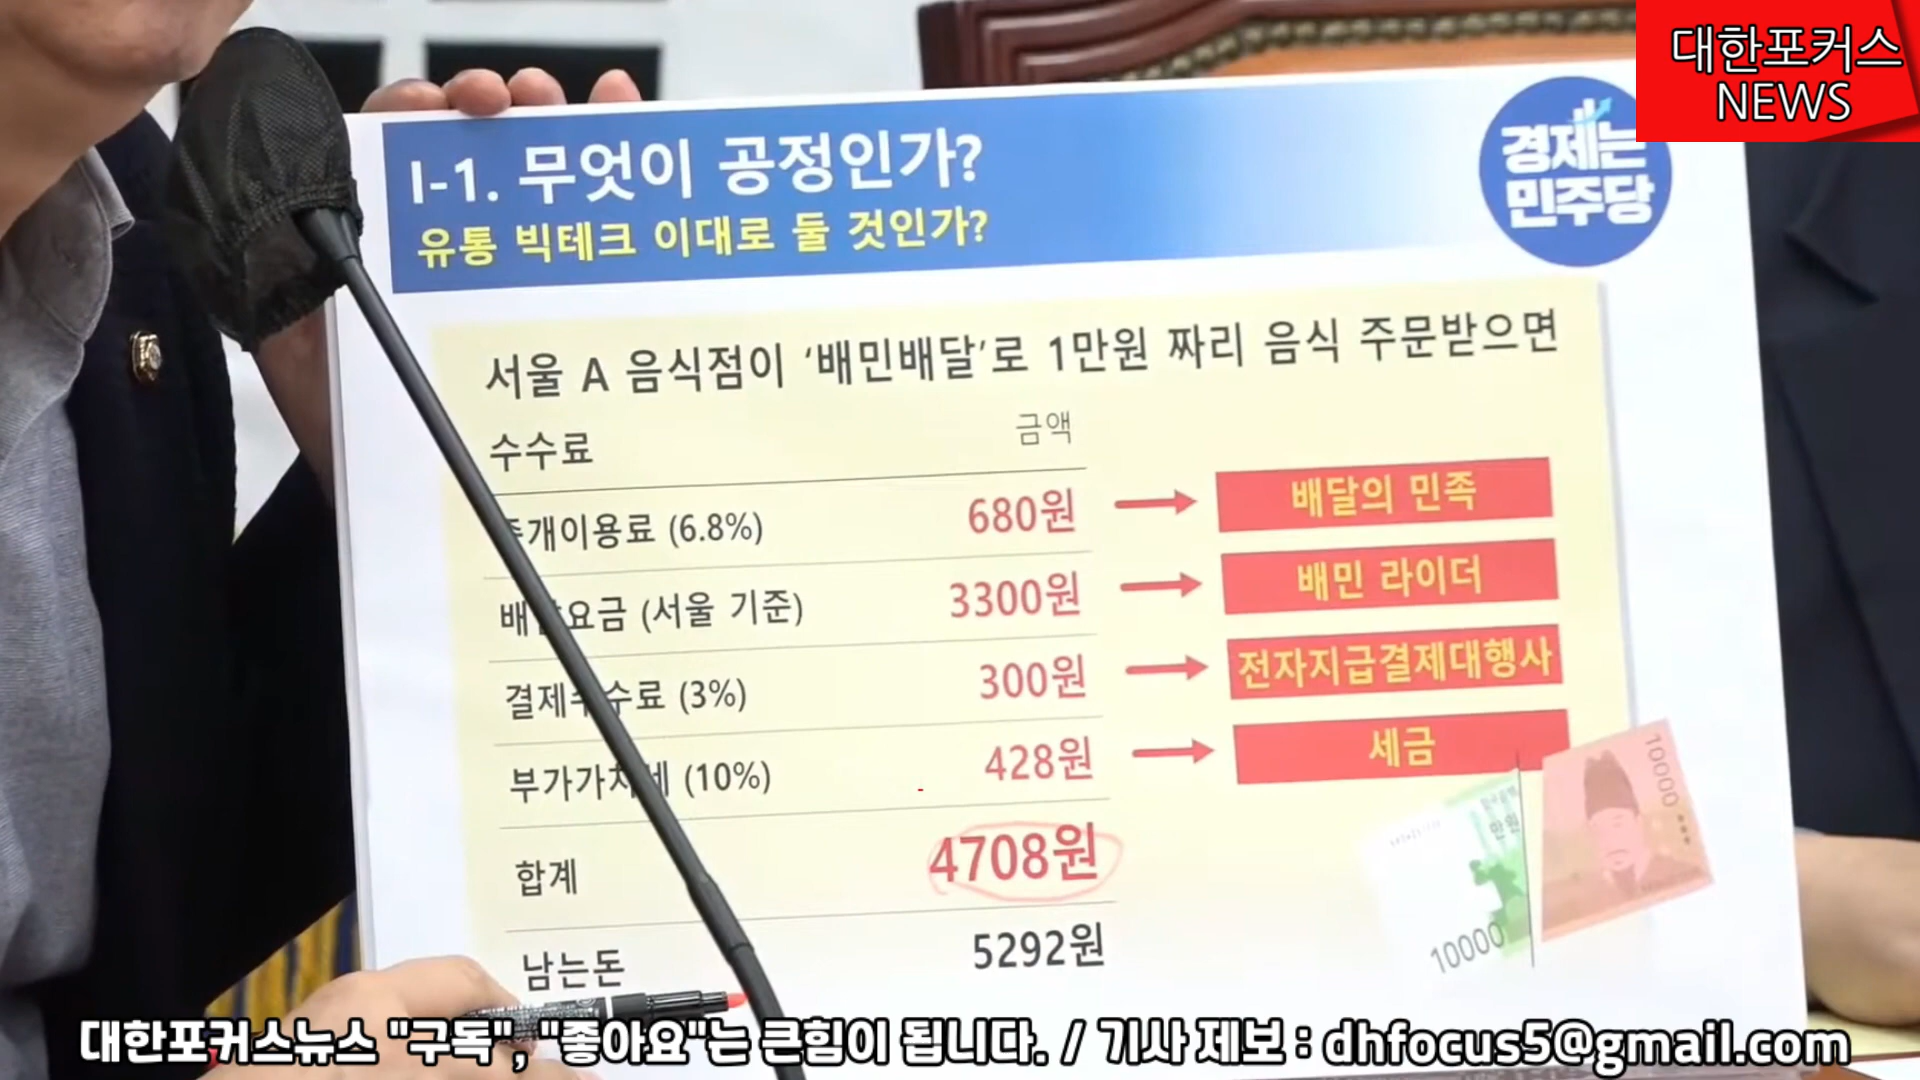 대한포커스
NEWS
I-1. 무엇이 공정인가?
유통 빅테크 이대로 둘 것인가?
경제는
민주당
서울 A 음식점이 ‘배민배달’로 1만원 짜리 음식 주문받으면
수수료 금액
중개이용료 (6.8%) 680원 → 배달의 민족
배달요금 (서울 기준) 3300원 → 배민 라이더
결제수수료 (3%) 300원 → 전자지급결제대행사
부가가치세 (10%) 428원 → 세금
합계 4708원
남는돈 5292원
만원
10000
10000
대한포커스뉴스 "구독", "좋아요"는 큰힘이 됩니다. / 기사 제보 : dhfocus5@gmail.com